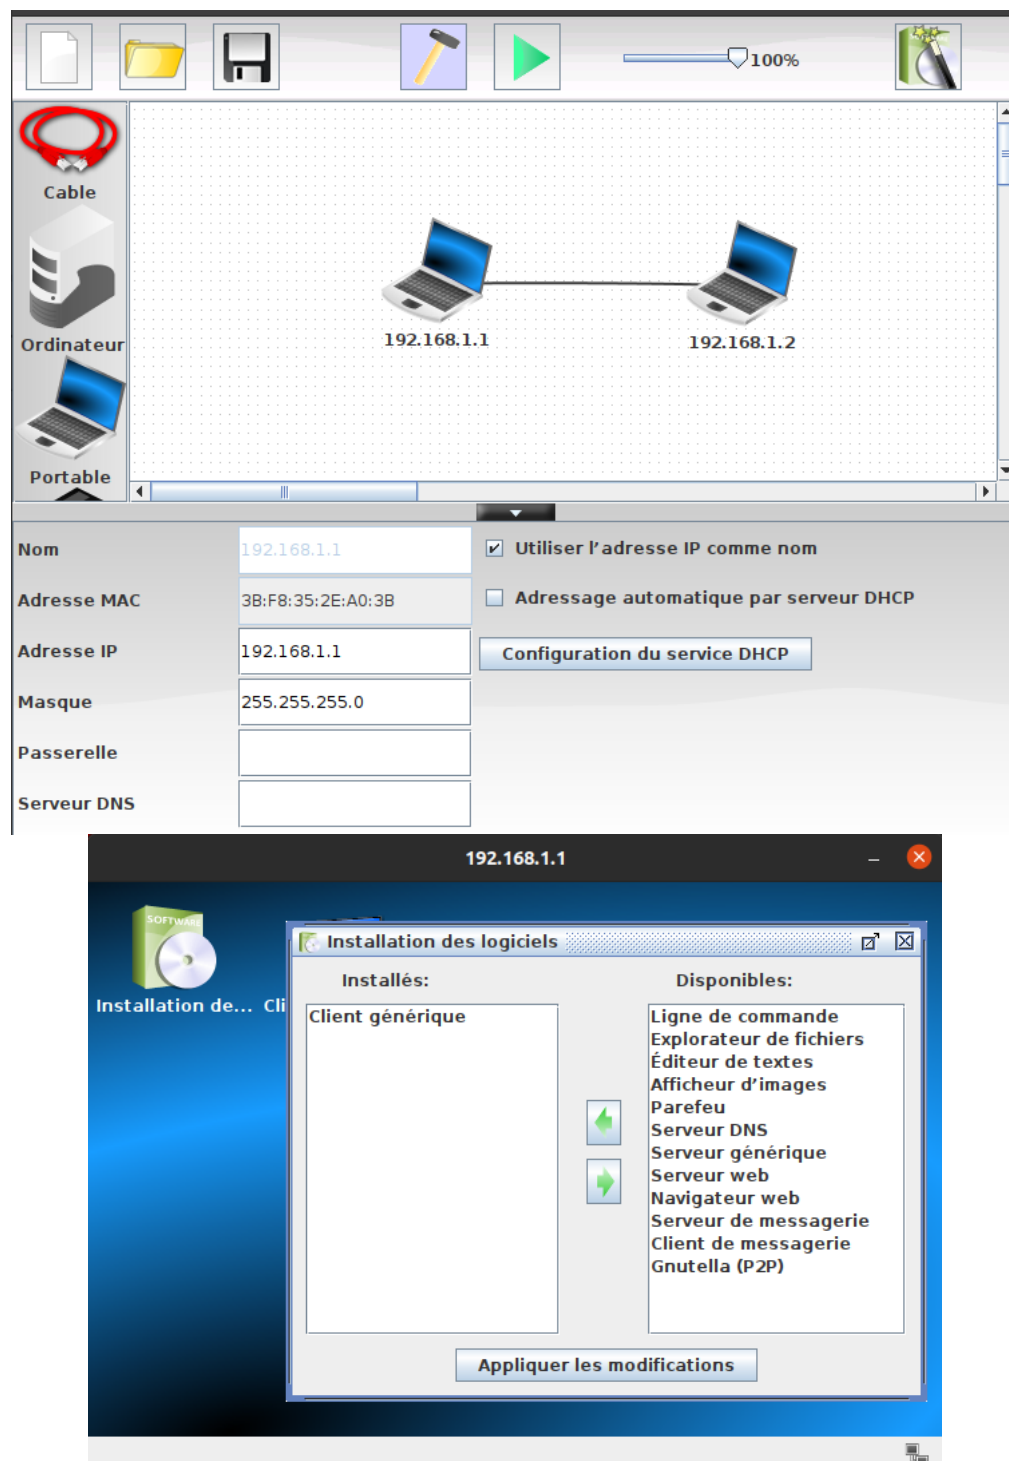 100%
Cable
Ordinateur
Portable
192.168.1.1
192.168.1.2
Nom
192.168.1.1
Utiliser l'adresse IP comme nom
Adresse MAC
3B:F8:35:2E:A0:3B
Adressage automatique par serveur DHCP
Adresse IP
192.168.1.1
Configuration du service DHCP
Masque
255.255.255.0
Passerelle
Serveur DNS
192.168.1.1
SOFTWARE
Installation de...
Cli
Installation des logiciels
Installés:
Disponibles:
Client générique
Ligne de commande
Explorateur de fichiers
Éditeur de textes
Afficheur d'images
Parefeu
Serveur DNS
Serveur générique
Serveur web
Navigateur web
Serveur de messagerie
Client de messagerie
Gnutella (P2P)
Appliquer les modifications